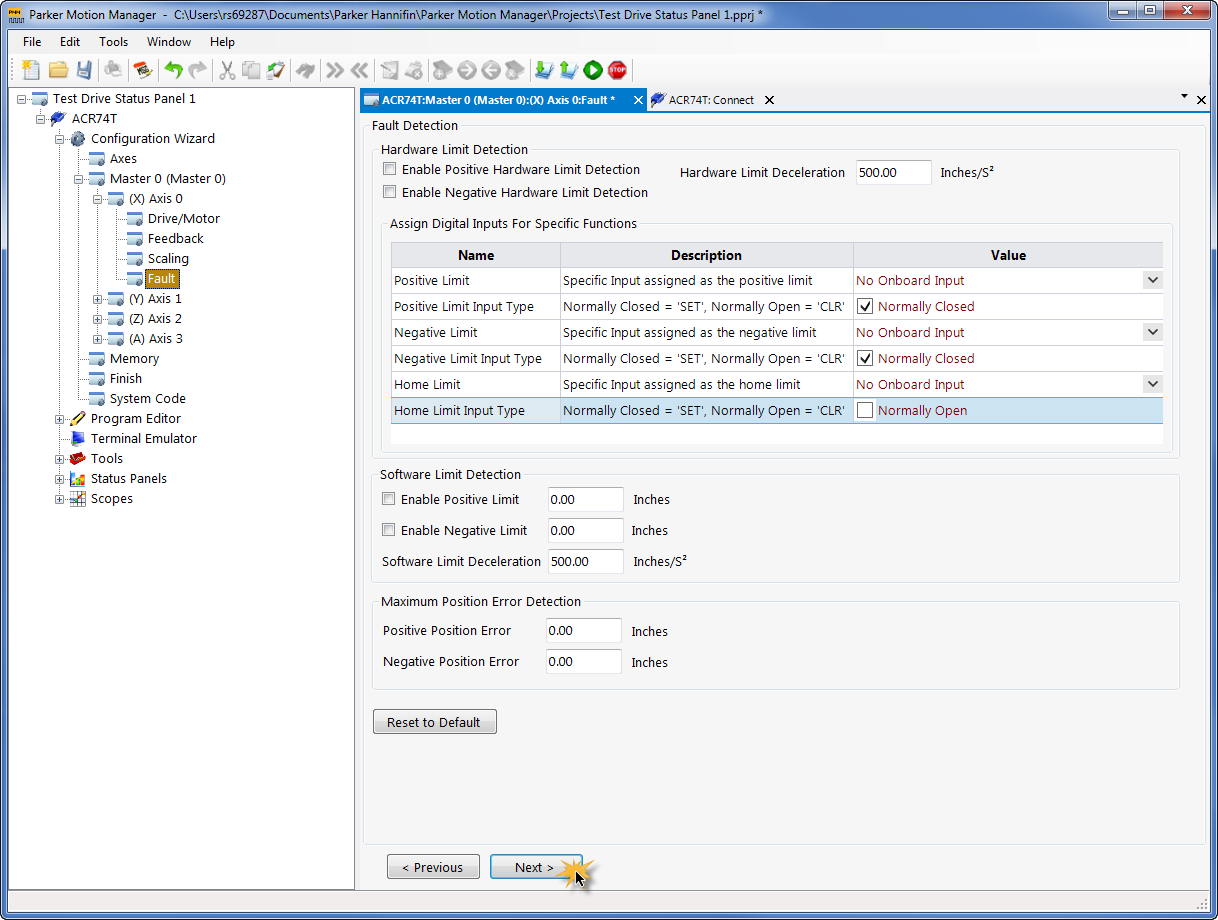 Parker Motion Manager - C:\Users\rs69287\Documents\Parker Hannifin\Parker Motion Manager\Projects\Test Drive Status Panel 1.pprj *
File Edit Tools Window Help
STOP
Test Drive Status Panel 1
ACR74T
Configuration Wizard
Axes
Master 0 (Master 0)
(X) Axis 0
Drive/Motor
Feedback
Scaling
Fault
(Y) Axis 1
(Z) Axis 2
(A) Axis 3
Memory
Finish
System Code
Program Editor
Terminal Emulator
Tools
Status Panels
Scopes
ACR74T:Master 0 (Master 0):(X) Axis 0:Fault * ACR74T: Connect
Fault Detection
Hardware Limit Detection
Enable Positive Hardware Limit Detection
Enable Negative Hardware Limit Detection
Hardware Limit Deceleration 500.00 Inches/S²
Assign Digital Inputs For Specific Functions
Name Description Value
Positive Limit Specific Input assigned as the positive limit No Onboard Input
Positive Limit Input Type Normally Closed = 'SET', Normally Open = 'CLR' Normally Closed
Negative Limit Specific Input assigned as the negative limit No Onboard Input
Negative Limit Input Type Normally Closed = 'SET', Normally Open = 'CLR' Normally Closed
Home Limit Specific Input assigned as the home limit No Onboard Input
Home Limit Input Type Normally Closed = 'SET', Normally Open = 'CLR' Normally Open
Software Limit Detection
Enable Positive Limit 0.00 Inches
Enable Negative Limit 0.00 Inches
Software Limit Deceleration 500.00 Inches/S²
Maximum Position Error Detection
Positive Position Error 0.00 Inches
Negative Position Error 0.00 Inches
Reset to Default
< Previous Next >